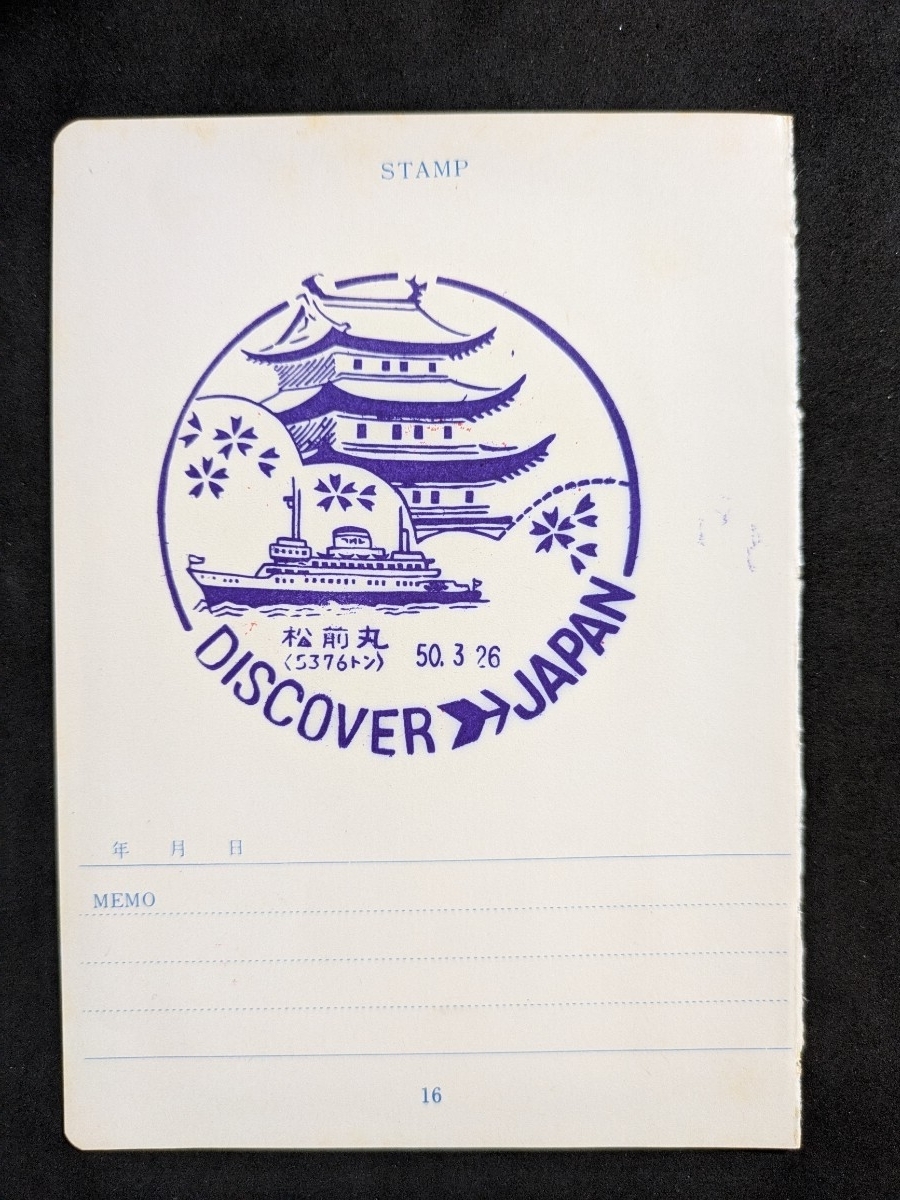 STAMP
松前丸
(5376トン)
50.3 26
DISCOVER JAPAN
年 月 日
MEMO
16